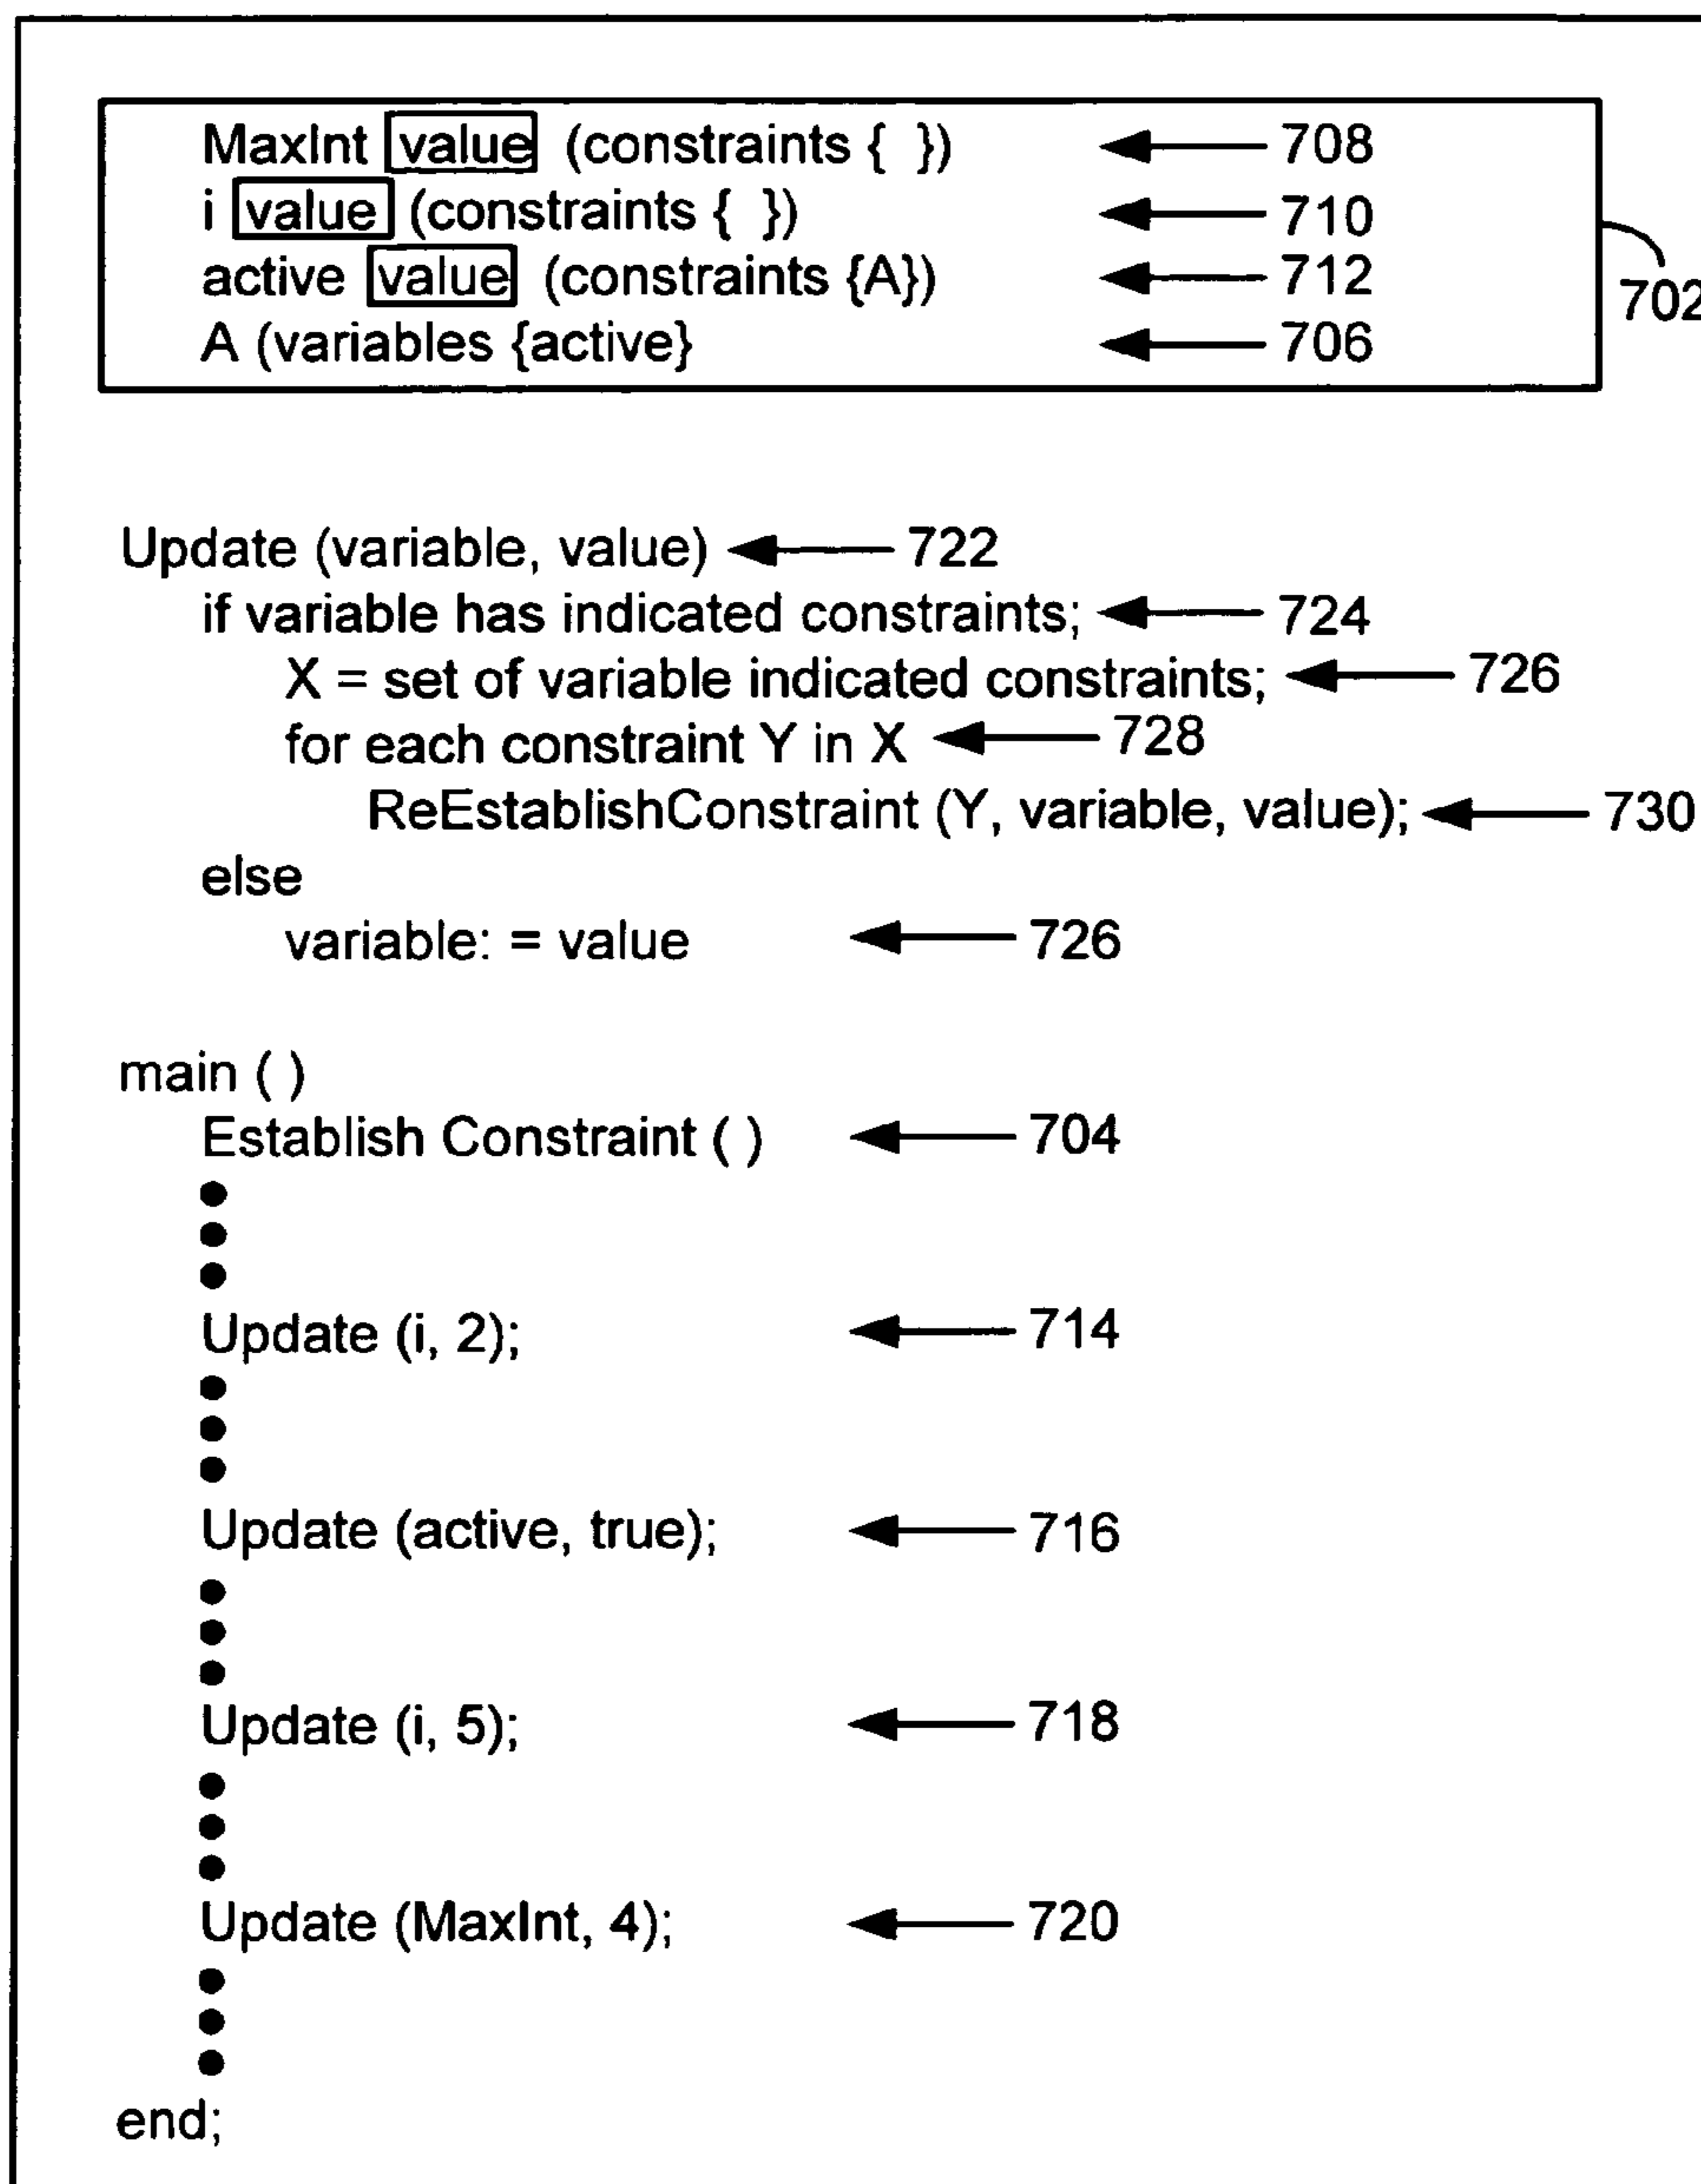 MaxInt value (constraints { }) 708
i value (constraints { }) 710
active value (constraints {A}) 712
702
A (variables {active} 706
Update (variable, value) 722
if variable has indicated constraints; 724
X = set of variable indicated constraints; 726
for each constraint Y in X 728
ReEstablishConstraint (Y, variable, value); 730
else
variable: = value 726
main ( )
Establish Constraint ( ) 704
Update (i, 2); 714
Update (active, true); 716
Update (i, 5); 718
Update (MaxInt, 4); 720
end;